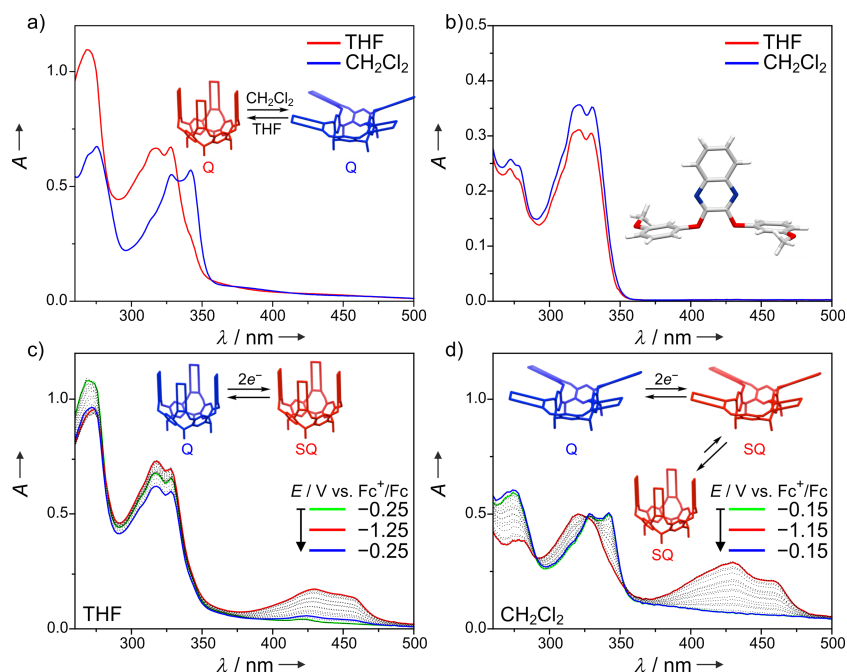 a)
THF
CH₂Cl₂
CH₂Cl₂
THF
Q
Q
A →
1.0
0.5
0.0
300
350
400
450
500
λ / nm →
b)
THF
CH₂Cl₂
A →
0.5
0.4
0.3
0.2
0.1
0.0
300
350
400
450
500
λ / nm →
c)
2e⁻
Q
SQ
E / V vs. Fc⁺/Fc
−0.25
−1.25
−0.25
THF
A →
1.0
0.5
0.0
300
350
400
450
500
λ / nm →
d)
2e⁻
Q
SQ
SQ
E / V vs. Fc⁺/Fc
−0.15
−1.15
−0.15
CH₂Cl₂
A →
1.0
0.5
0.0
300
350
400
450
500
λ / nm →